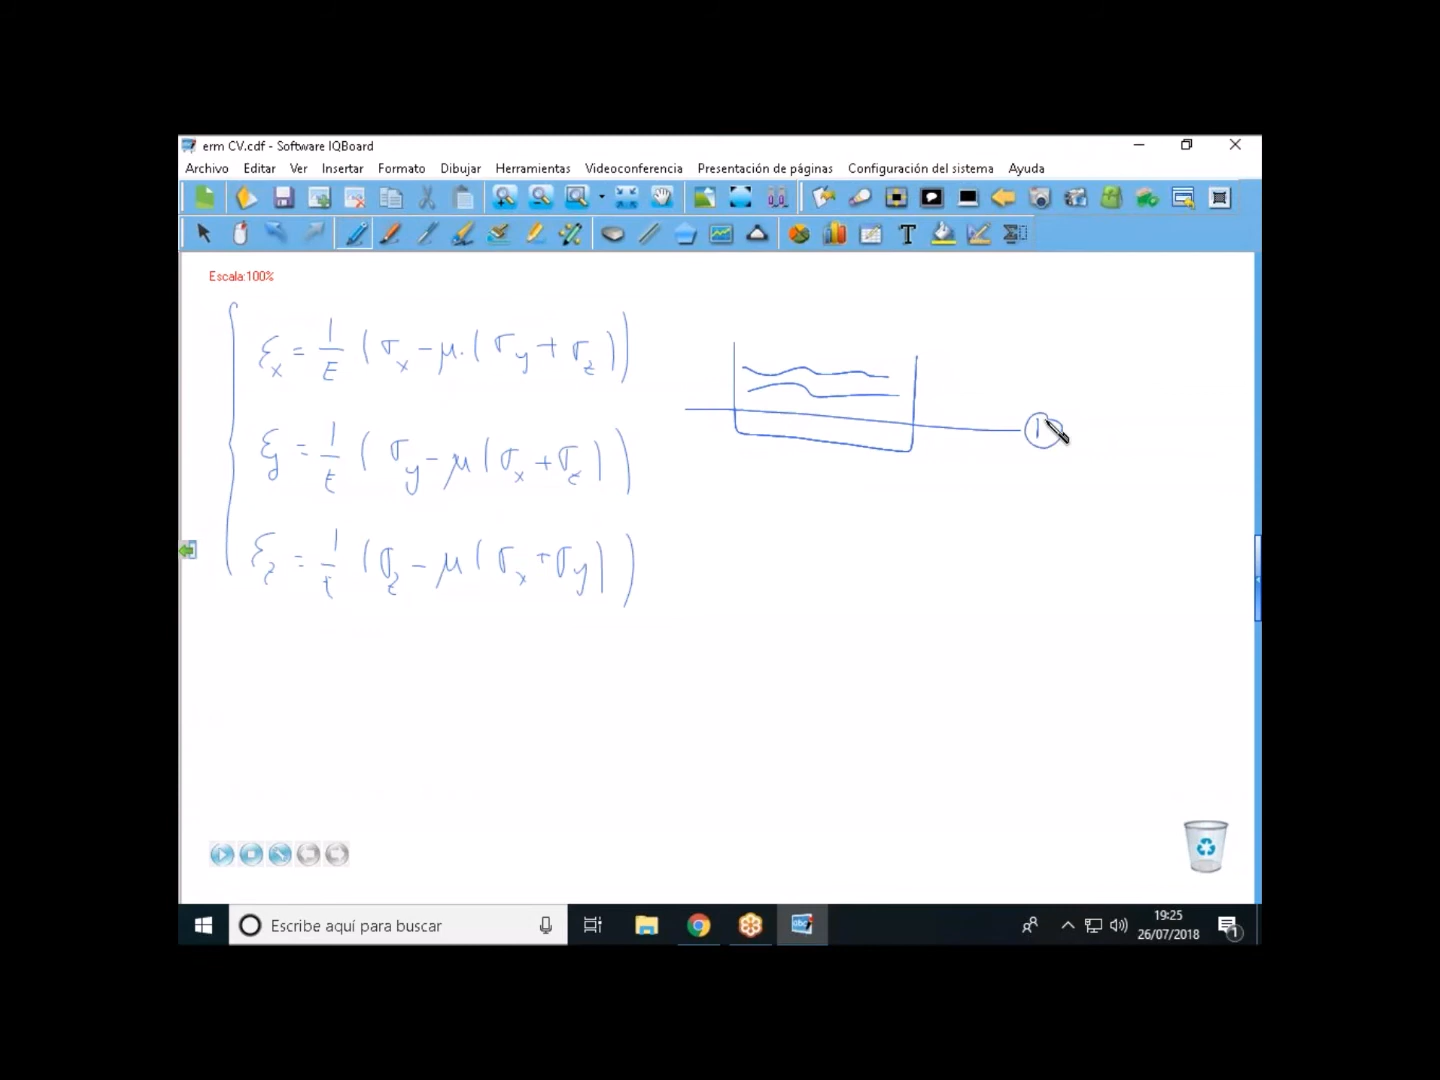 erm CV.cdf - Software IQBoard
Archivo Editar Ver Insertar Formato Dibujar Herramientas Videoconferencia Presentación de páginas Configuración del sistema Ayuda
Escala:100%
εx = 1/E (σx - μ·(σy + σz))
εy = 1/E (σy - μ(σx + σz))
εz = 1/E (σz - μ(σx + σy))
1
Escribe aquí para buscar
19:25
26/07/2018
1